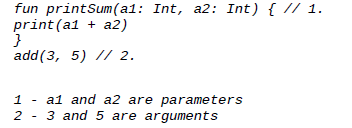 fun printSum(a1: Int, a2: Int) { // 1.
print(a1 + a2)
}
add(3, 5) // 2.
1 - a1 and a2 are parameters
2 - 3 and 5 are arguments